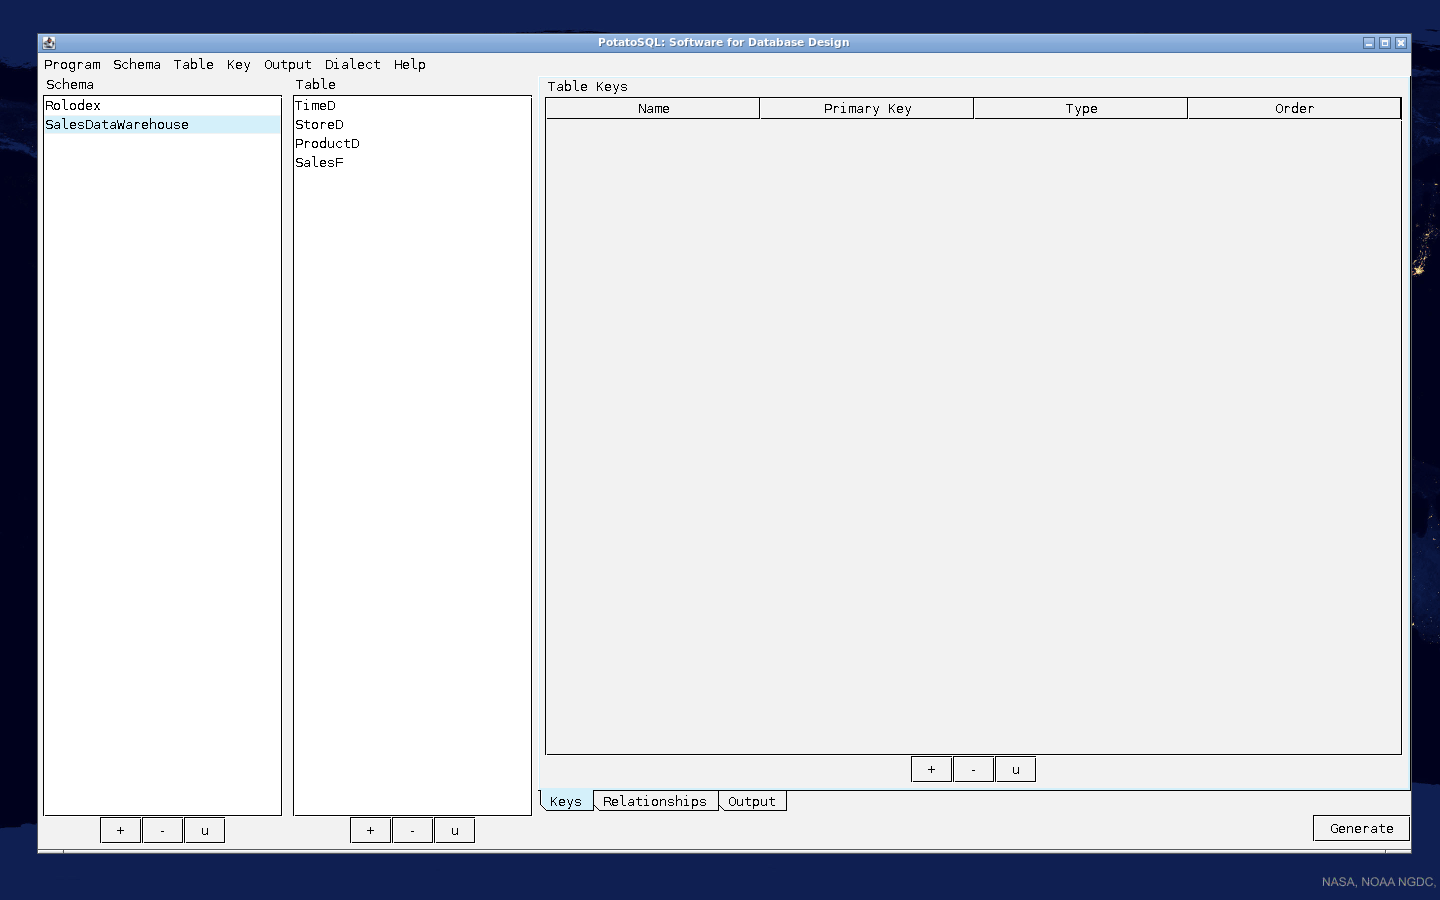 PotatoSQL: Software for Database Design
Program Schema Table Key Output Dialect Help
Schema
Rolodex
SalesDataWarehouse
+ - u
Table
TimeD
StoreD
ProductD
SalesF
+ - u
Table Keys
Name Primary Key Type Order
+ - u
Keys Relationships Output
Generate
NASA, NOAA NGDC,